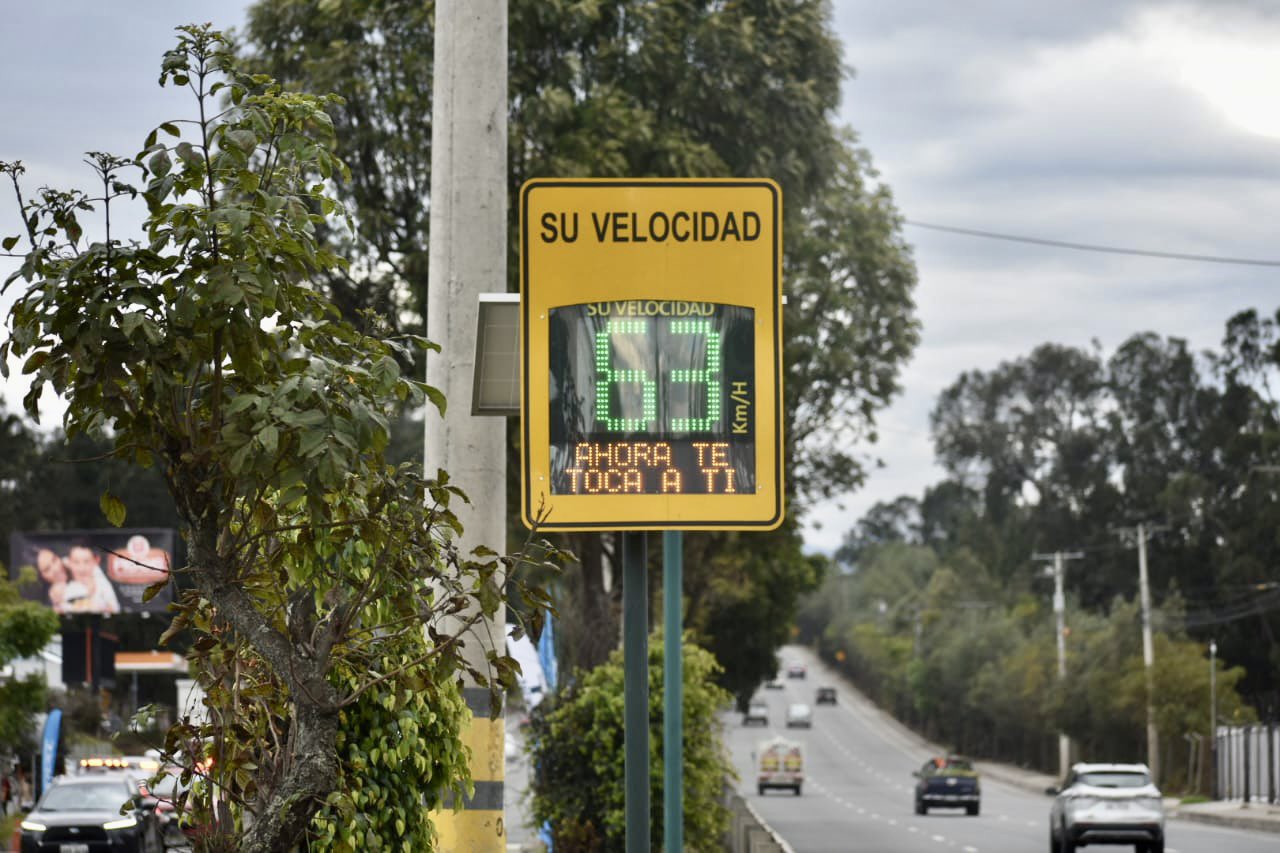 SU VELOCIDAD
SU VELOCIDAD
63
Km/H
AHORA TE
TOCA A TI